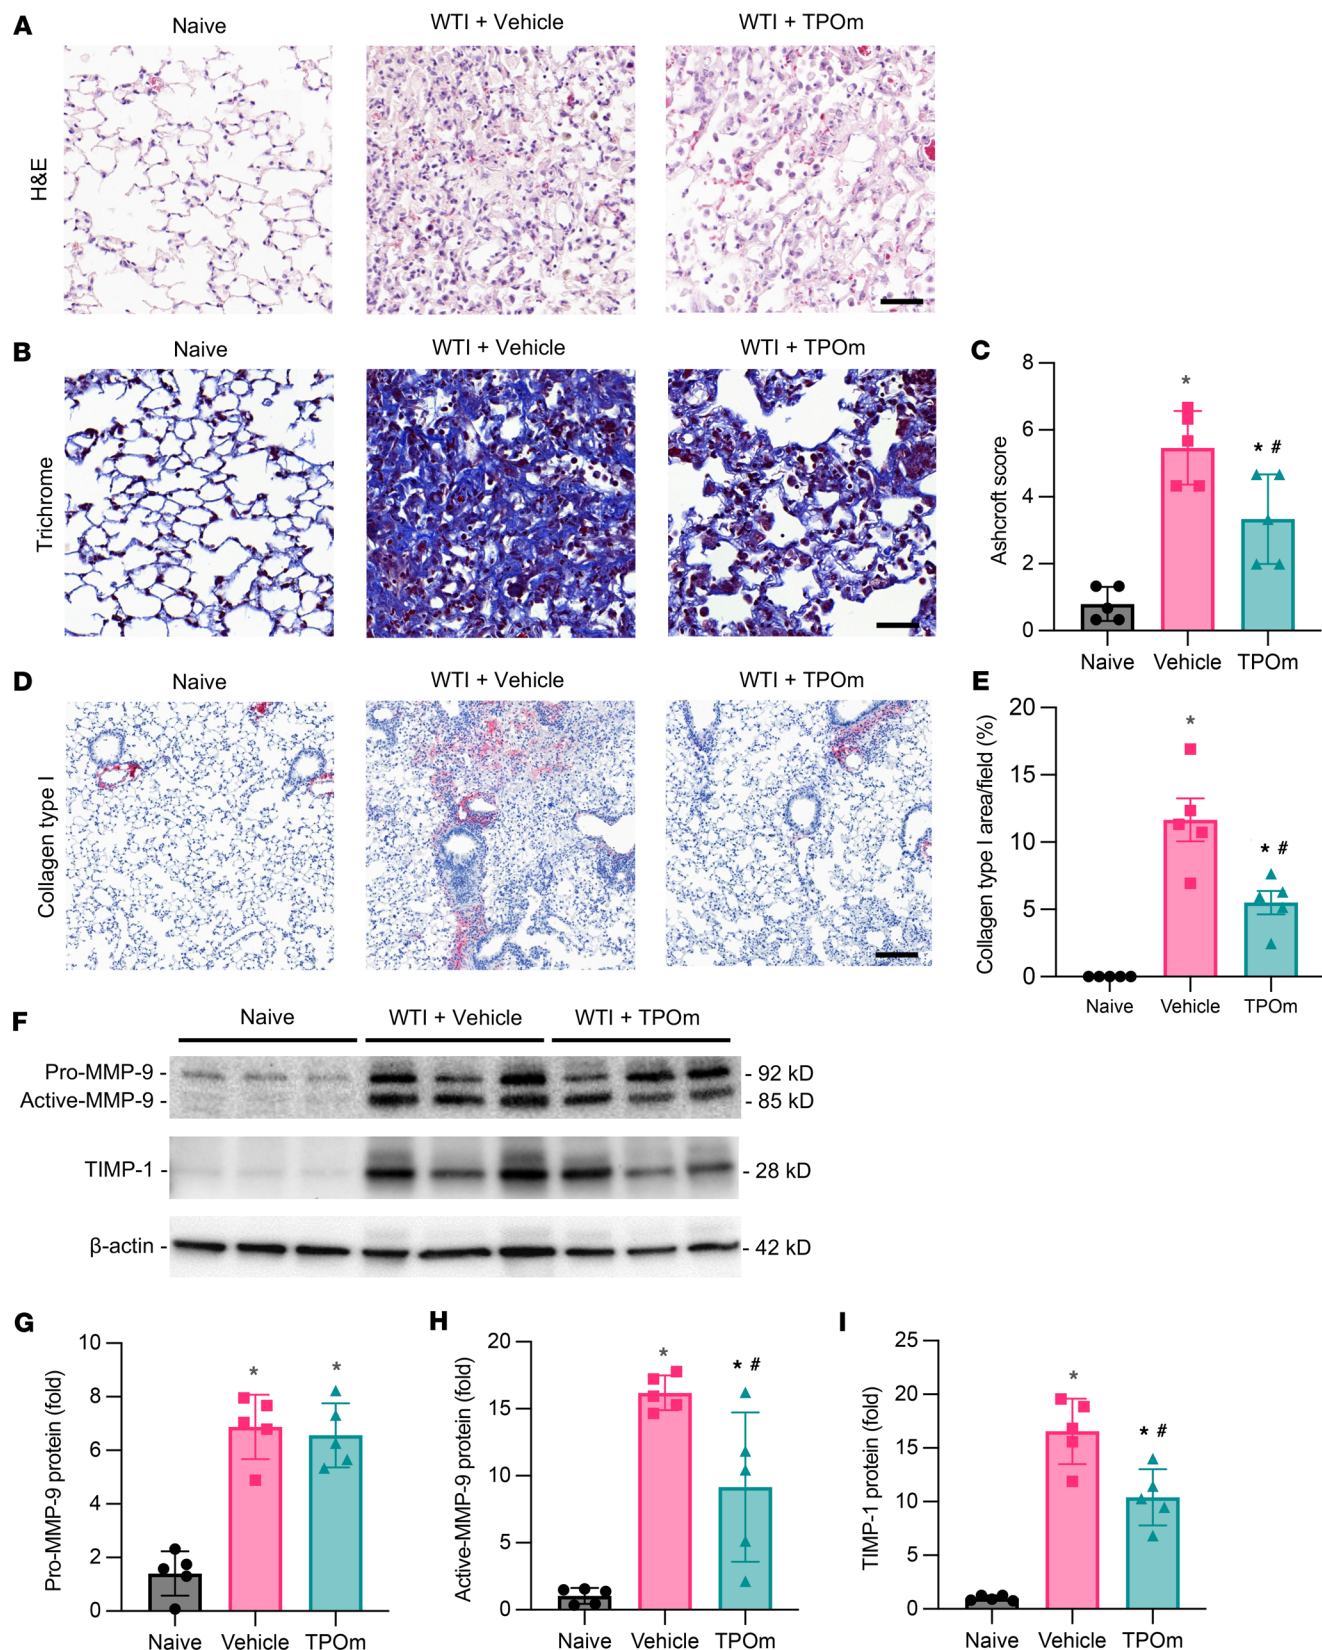 A
Naive
WTI + Vehicle
WTI + TPOm
H&E
B
Naive
WTI + Vehicle
WTI + TPOm
Trichrome
C
Ashcroft score
8
6
4
2
0
*
* #
Naive
Vehicle
TPOm
D
Naive
WTI + Vehicle
WTI + TPOm
Collagen type I
E
Collagen type I area/field (%)
20
15
10
5
0
*
* #
Naive
Vehicle
TPOm
F
Naive
WTI + Vehicle
WTI + TPOm
Pro-MMP-9 -
- 92 kD
Active-MMP-9 -
- 85 kD
TIMP-1 -
- 28 kD
β-actin -
- 42 kD
G
Pro-MMP-9 protein (fold)
10
8
6
4
2
0
*
*
Naive
Vehicle
TPOm
H
Active-MMP-9 protein (fold)
20
15
10
5
0
*
* #
Naive
Vehicle
TPOm
I
TIMP-1 protein (fold)
25
20
15
10
5
0
*
* #
Naive
Vehicle
TPOm